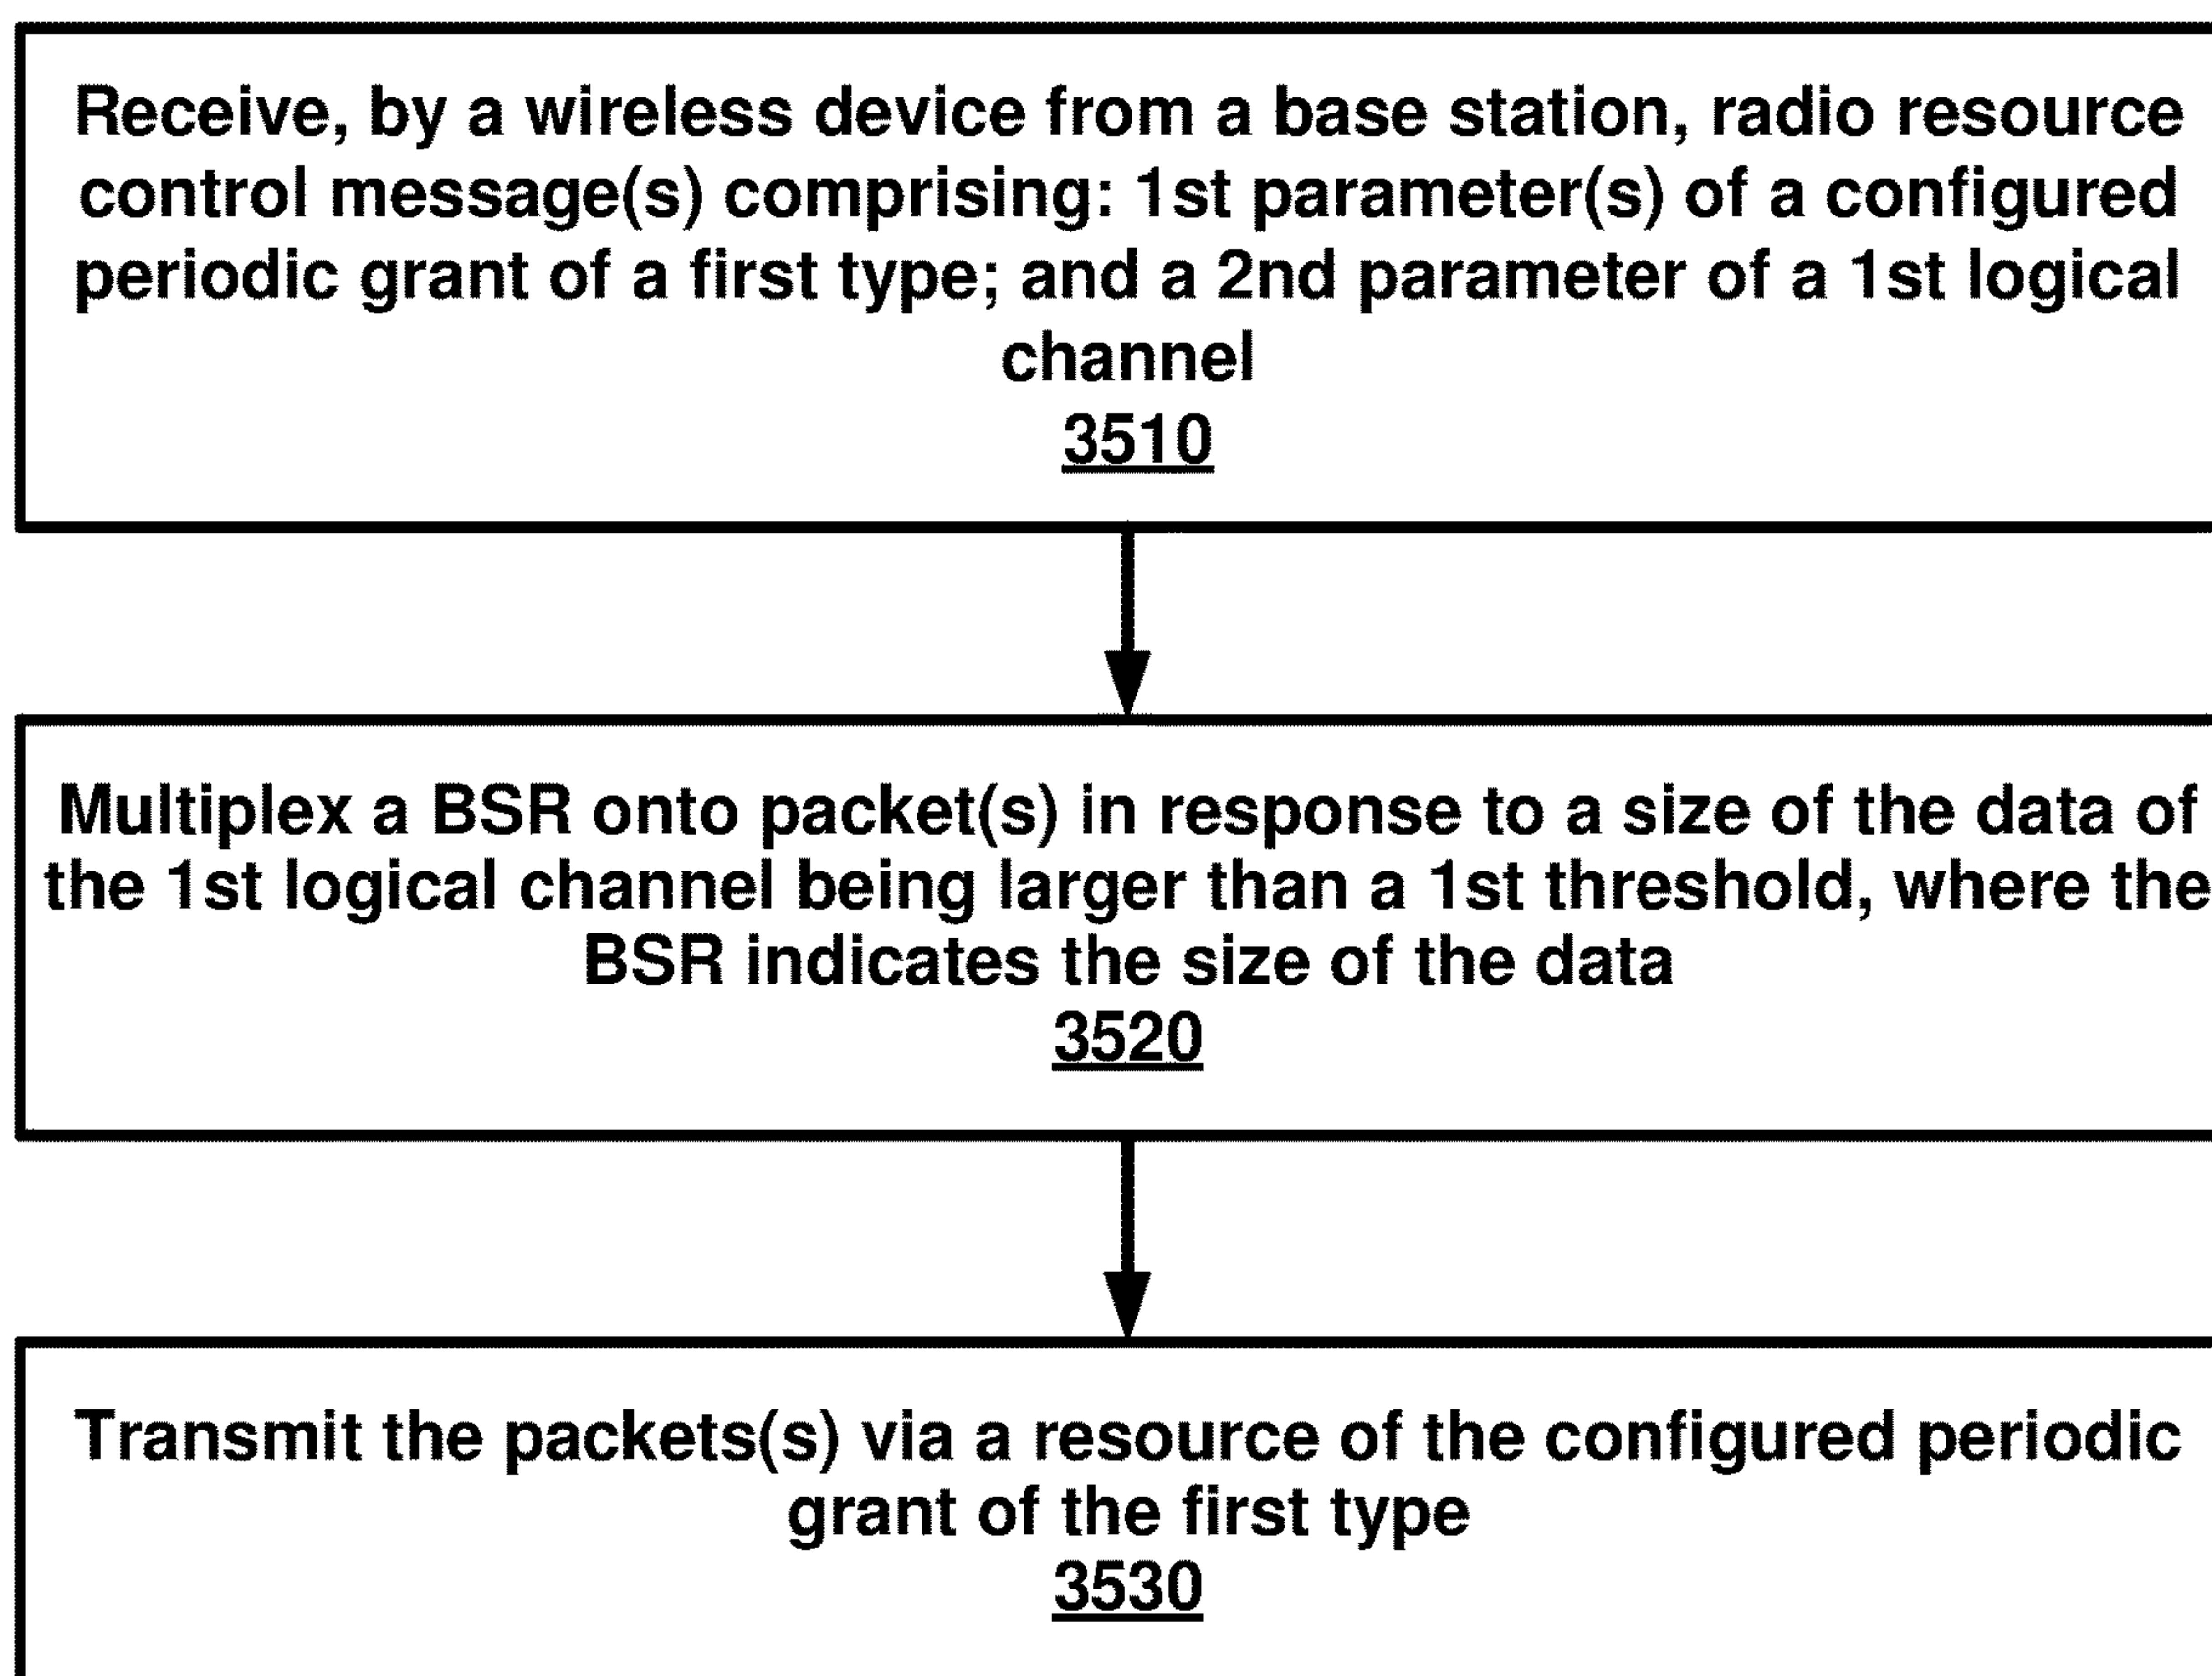 Receive, by a wireless device from a base station, radio resource
control message(s) comprising: 1st parameter(s) of a configured
periodic grant of a first type; and a 2nd parameter of a 1st logical
channel
3510
Multiplex a BSR onto packet(s) in response to a size of the data of
the 1st logical channel being larger than a 1st threshold, where the
BSR indicates the size of the data
3520
Transmit the packets(s) via a resource of the configured periodic
grant of the first type
3530